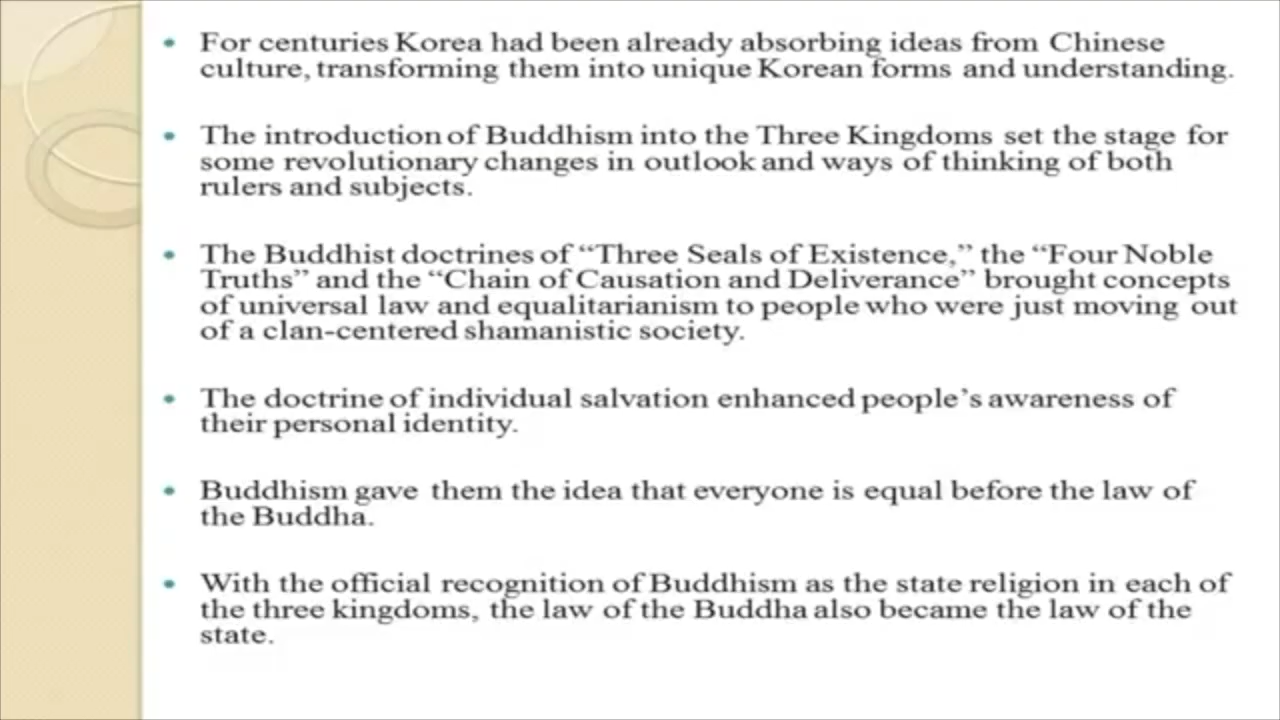 • For centuries Korea had been already absorbing ideas from Chinese
culture, transforming them into unique Korean forms and understanding.
• The introduction of Buddhism into the Three Kingdoms set the stage for
some revolutionary changes in outlook and ways of thinking of both
rulers and subjects.
• The Buddhist doctrines of “Three Seals of Existence,” the “Four Noble
Truths” and the “Chain of Causation and Deliverance” brought concepts
of universal law and equalitarianism to people who were just moving out
of a clan-centered shamanistic society.
• The doctrine of individual salvation enhanced people’s awareness of
their personal identity.
• Buddhism gave them the idea that everyone is equal before the law of
the Buddha.
• With the official recognition of Buddhism as the state religion in each of
the three kingdoms, the law of the Buddha also became the law of the
state.